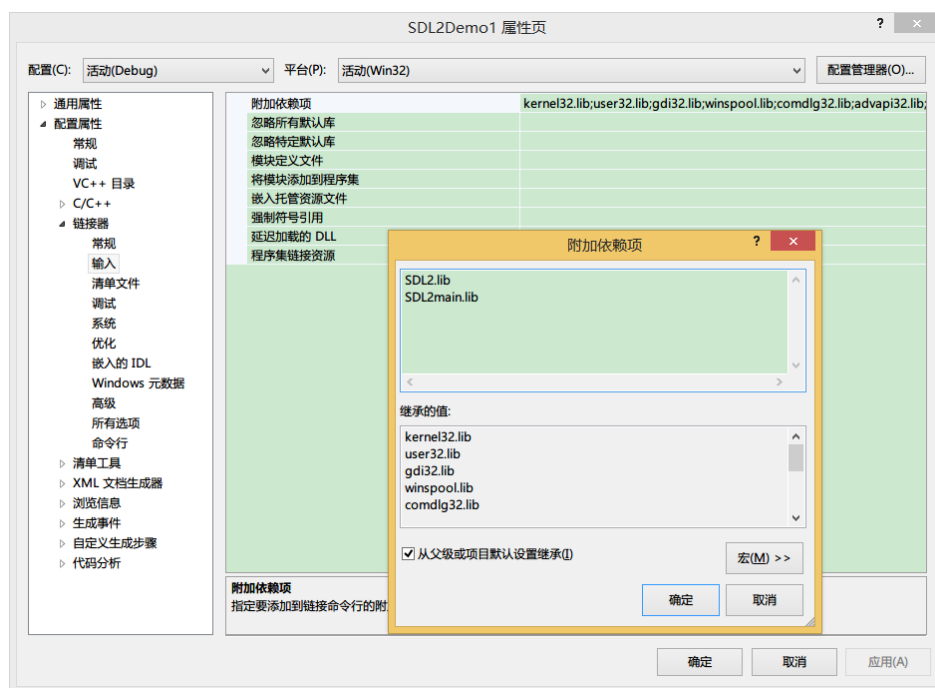 SDL2Demo1 属性页
? ×
配置(C): 活动(Debug) 平台(P): 活动(Win32) 配置管理器(O)...
通用属性
配置属性
常规
调试
VC++ 目录
C/C++
链接器
常规
输入
清单文件
调试
系统
优化
嵌入的 IDL
Windows 元数据
高级
所有选项
命令行
清单工具
XML 文档生成器
浏览信息
生成事件
自定义生成步骤
代码分析
附加依赖项 kernel32.lib;user32.lib;gdi32.lib;winspool.lib;comdlg32.lib;advapi32.lib;
忽略所有默认库
忽略特定默认库
模块定义文件
将模块添加到程序集
嵌入托管资源文件
强制符号引用
延迟加载的 DLL
程序集链接资源
附加依赖项
? ×
SDL2.lib
SDL2main.lib
继承的值:
kernel32.lib
user32.lib
gdi32.lib
winspool.lib
comdlg32.lib
从父级或项目默认设置继承(I)
宏(M) >>
确定 取消
附加依赖项
指定要添加到链接命令行的附
确定 取消 应用(A)